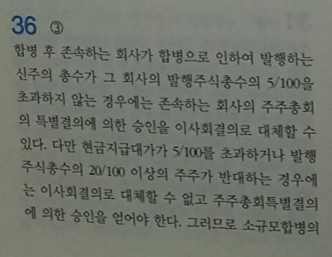 36 ③
합병 후 존속하는 회사가 합병으로 인하여 발행하는
신주의 총수가 그 회사의 발행주식총수의 5/100을
초과하지 않는 경우에는 존속하는 회사의 주주총회
의 특별결의에 의한 승인을 이사회결의로 대체할 수
있다. 다만 현금지급대가가 5/100를 초과하거나 발행
주식총수의 20/100 이상의 주주가 반대하는 경우에
는 이사회결의로 대체할 수 없고 주주총회특별결의
에 의한 승인을 얻어야 한다. 그러므로 소규모합병의